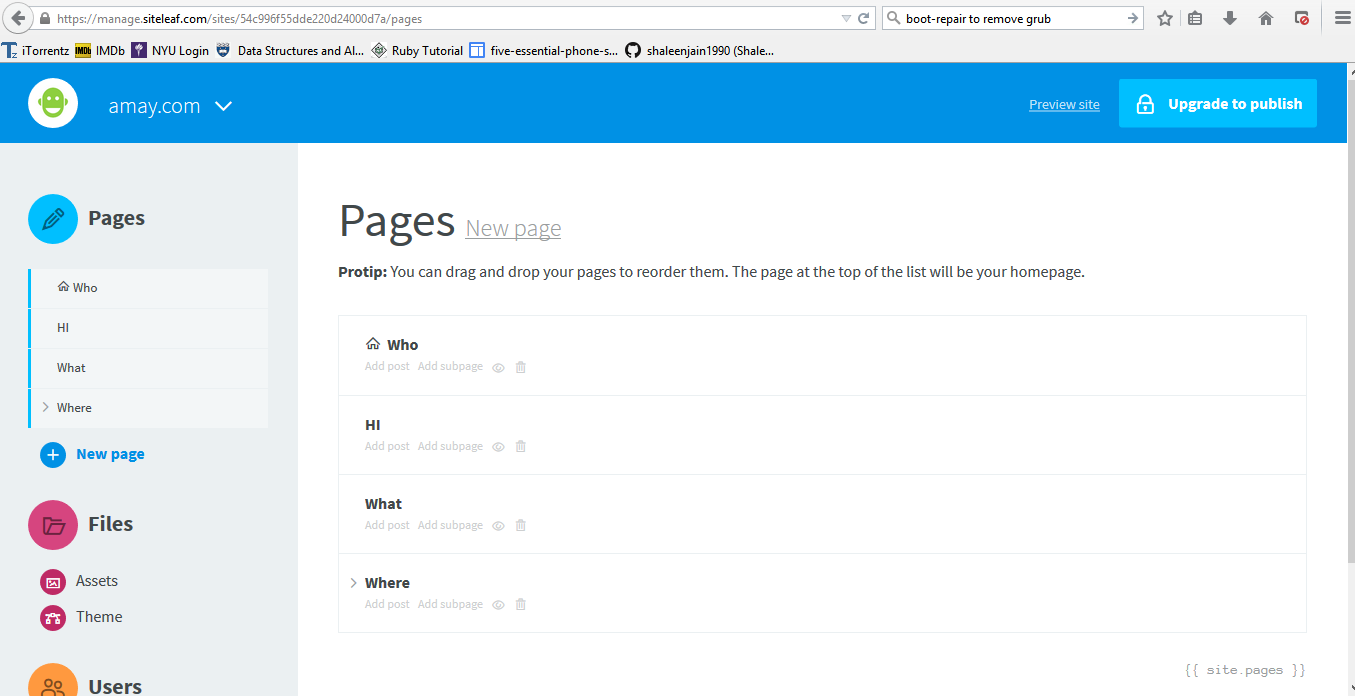 https://manage.siteleaf.com/sites/54c996f55dde220d24000d7a/pages boot-repair to remove grub
iTorrentz IMDb NYU Login Data Structures and Al... Ruby Tutorial five-essential-phone-s... shaleenjain1990 (Shale...
amay.com Preview site Upgrade to publish
Pages
Who
HI
What
Where
New page
Files
Assets
Theme
Users
Pages New page
Protip: You can drag and drop your pages to reorder them. The page at the top of the list will be your homepage.
Who
Add post Add subpage
HI
Add post Add subpage
What
Add post Add subpage
Where
Add post Add subpage
{{ site.pages }}